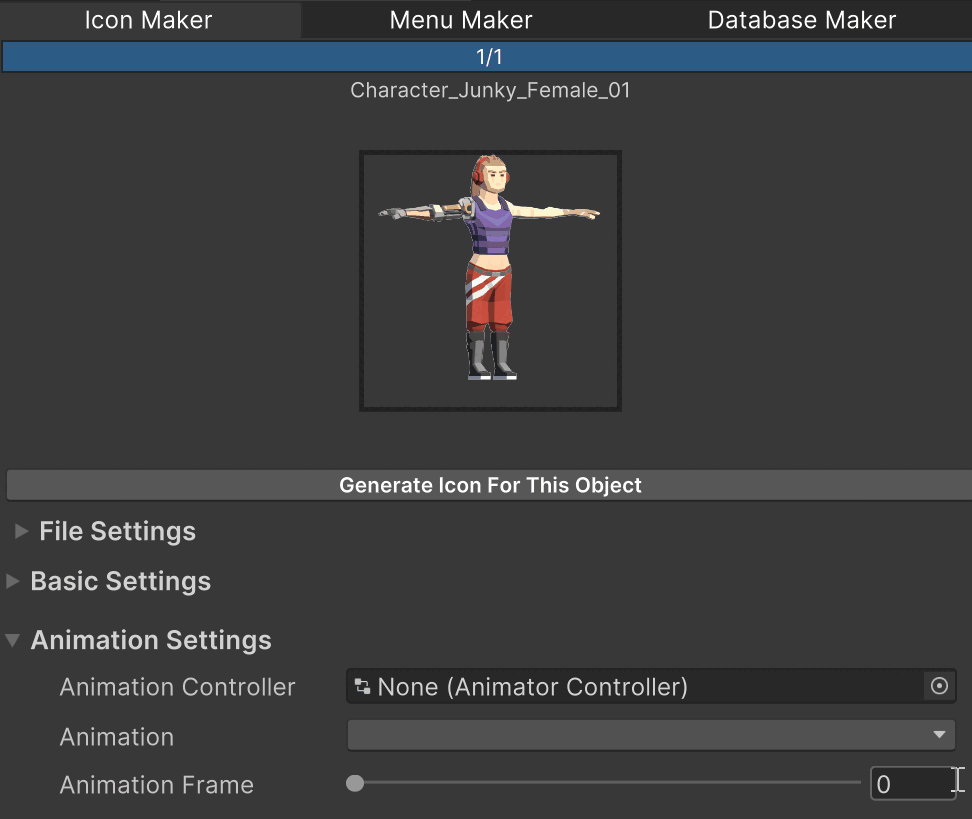 Icon Maker Menu Maker Database Maker
1/1
Character_Junky_Female_01
Generate Icon For This Object
File Settings
Basic Settings
Animation Settings
Animation Controller None (Animator Controller)
Animation
Animation Frame 0